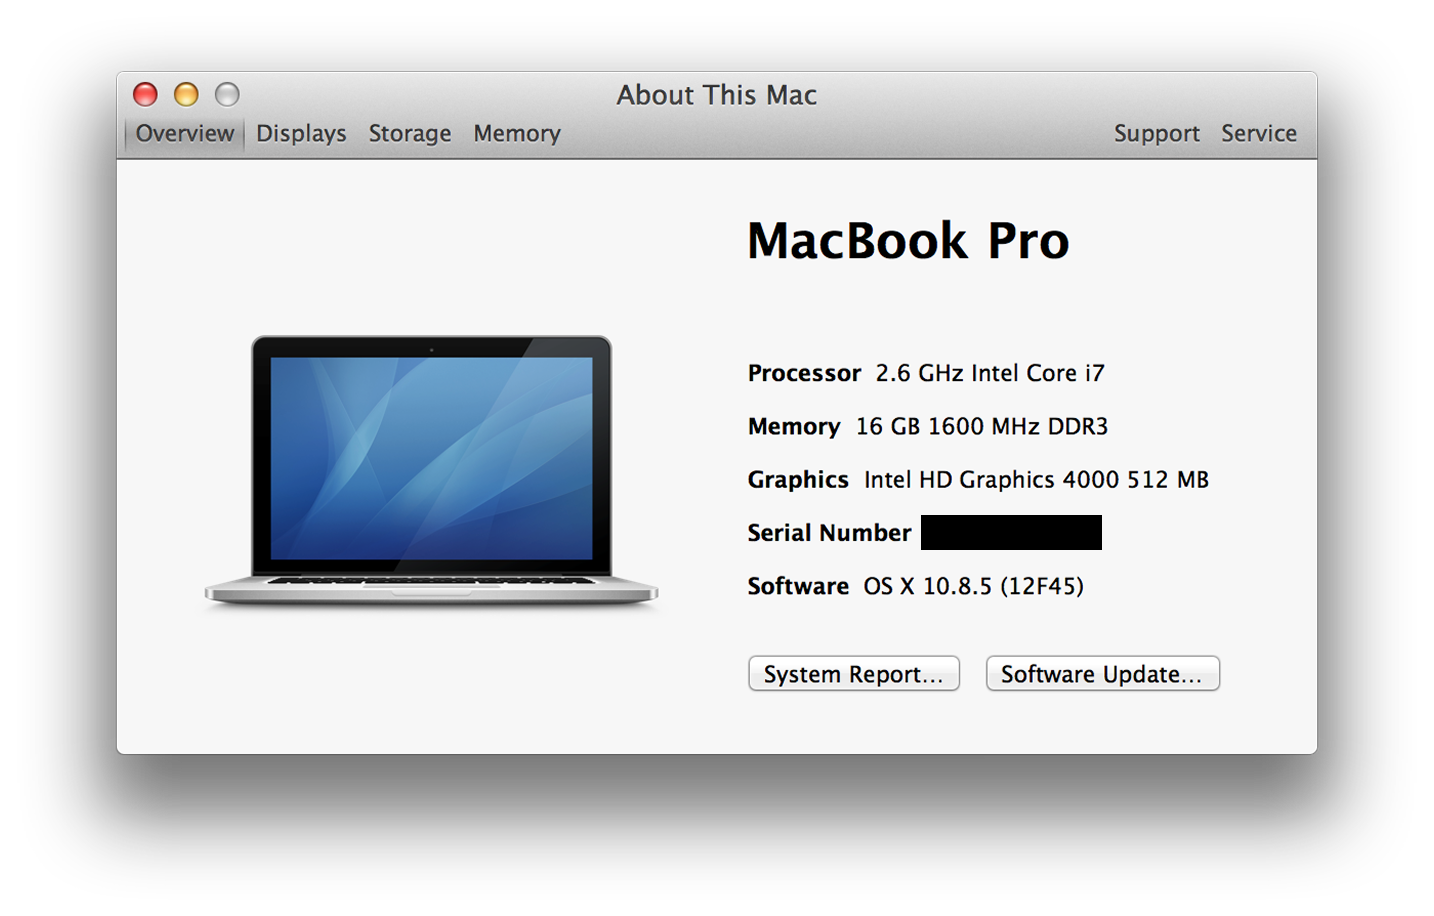 About This Mac
Overview Displays Storage Memory Support Service
MacBook Pro
Processor 2.6 GHz Intel Core i7
Memory 16 GB 1600 MHz DDR3
Graphics Intel HD Graphics 4000 512 MB
Serial Number
Software OS X 10.8.5 (12F45)
System Report... Software Update...